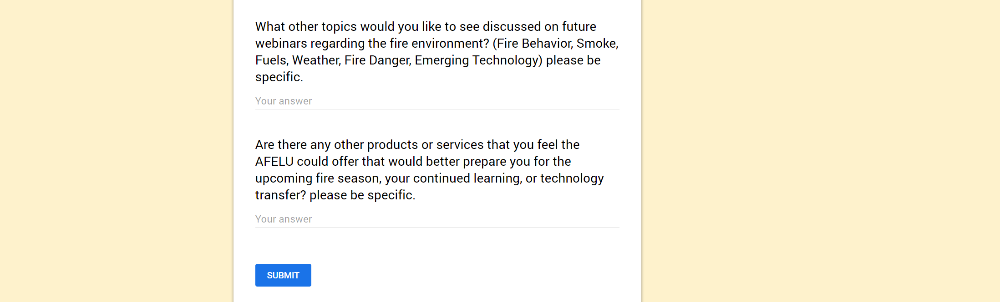 What other topics would you like to see discussed on future
webinars regarding the fire environment? (Fire Behavior, Smoke,
Fuels, Weather, Fire Danger, Emerging Technology) please be
specific.
Your answer
Are there any other products or services that you feel the
AFELU could offer that would better prepare you for the
upcoming fire season, your continued learning, or technology
transfer? please be specific.
Your answer
SUBMIT